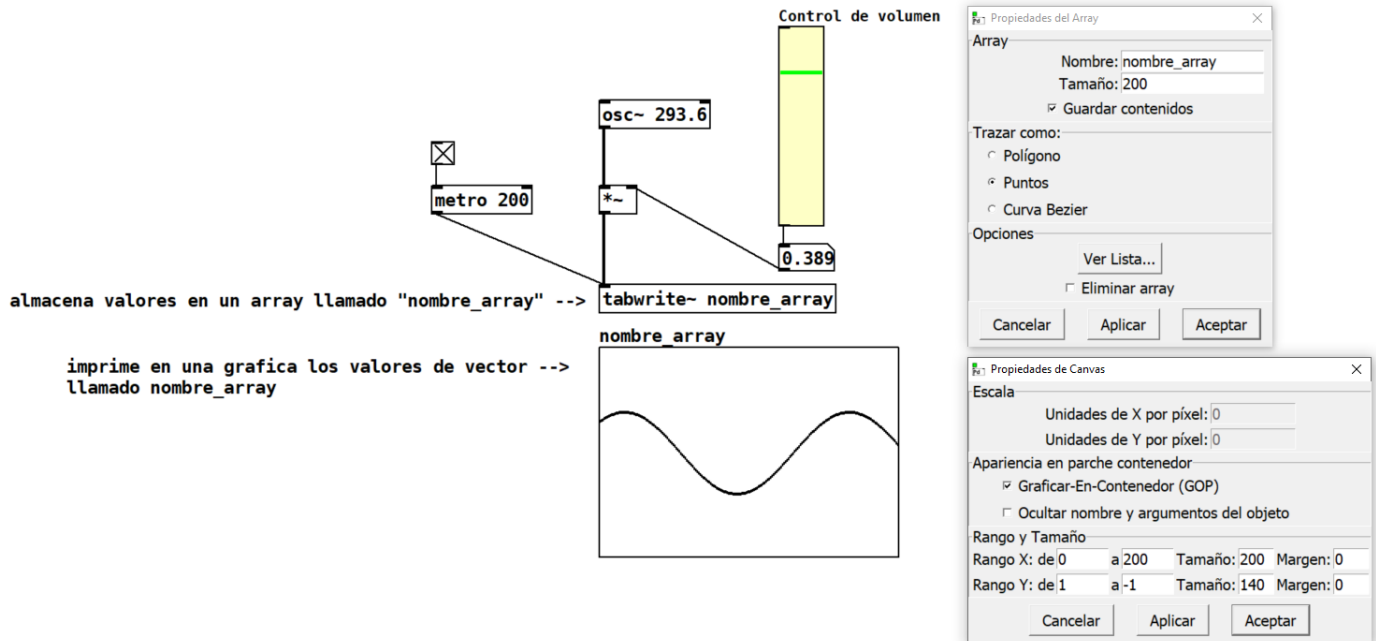 Control de volumen
osc~ 293.6
metro 200
*~
0.389
almacena valores en un array llamado "nombre_array" -->
tabwrite~ nombre_array
nombre_array
imprime en una grafica los valores de vector -->
llamado nombre_array
Propiedades del Array
Array
Nombre: nombre_array
Tamaño: 200
Guardar contenidos
Trazar como:
Polígono
Puntos
Curva Bezier
Opciones
Ver Lista...
Eliminar array
Cancelar Aplicar Aceptar
Propiedades de Canvas
Escala
Unidades de X por píxel: 0
Unidades de Y por píxel: 0
Apariencia en parche contenedor
Graficar-En-Contenedor (GOP)
Ocultar nombre y argumentos del objeto
Rango y Tamaño
Rango X: de 0 a 200 Tamaño: 200 Margen: 0
Rango Y: de 1 a -1 Tamaño: 140 Margen: 0
Cancelar Aplicar Aceptar